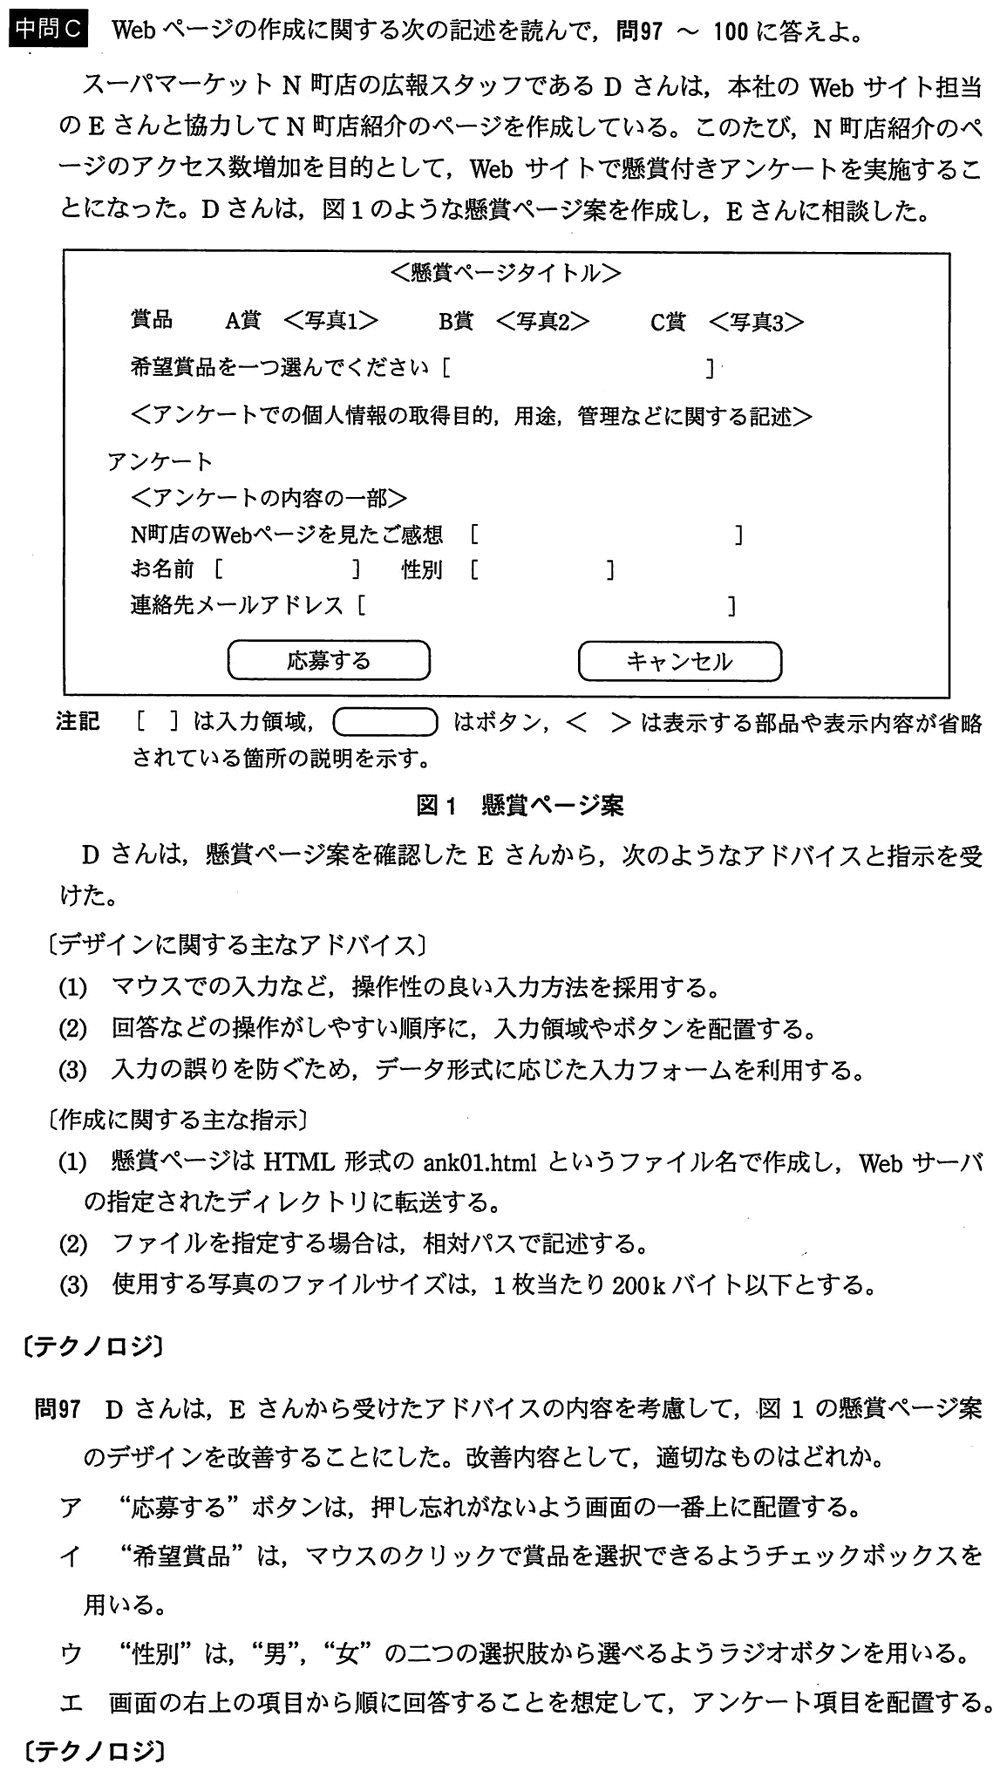 中問C Webページの作成に関する次の記述を読んで，問97 ～ 100に答えよ。
スーパマーケット N 町店の広報スタッフである D さんは，本社の Web サイト担当
の E さんと協力して N 町店紹介のページを作成している。このたび，N 町店紹介のペ
ージのアクセス数増加を目的として，Web サイトで懸賞付きアンケートを実施するこ
とになった。D さんは，図1のような懸賞ページ案を作成し，E さんに相談した。
＜懸賞ページタイトル＞
賞品 A賞 ＜写真1＞ B賞 ＜写真2＞ C賞 ＜写真3＞
希望賞品を一つ選んでください［ ］
＜アンケートでの個人情報の取得目的，用途，管理などに関する記述＞
アンケート
＜アンケートの内容の一部＞
N町店のWebページを見たご感想 ［ ］
お名前 ［ ］ 性別 ［ ］
連絡先メールアドレス［ ］
応募する キャンセル
注記 ［ ］は入力領域， はボタン，＜ ＞は表示する部品や表示内容が省略
されている箇所の説明を示す。
図1 懸賞ページ案
D さんは，懸賞ページ案を確認した E さんから，次のようなアドバイスと指示を受
けた。
〔デザインに関する主なアドバイス〕
(1) マウスでの入力など，操作性の良い入力方法を採用する。
(2) 回答などの操作がしやすい順序に，入力領域やボタンを配置する。
(3) 入力の誤りを防ぐため，データ形式に応じた入力フォームを利用する。
〔作成に関する主な指示〕
(1) 懸賞ページは HTML 形式の ank01.html というファイル名で作成し，Web サーバ
の指定されたディレクトリに転送する。
(2) ファイルを指定する場合は，相対パスで記述する。
(3) 使用する写真のファイルサイズは，1 枚当たり 200 k バイト以下とする。
〔テクノロジ〕
問97 D さんは，E さんから受けたアドバイスの内容を考慮して，図 1 の懸賞ページ案
のデザインを改善することにした。改善内容として，適切なものはどれか。
ア “応募する” ボタンは，押し忘れがないよう画面の一番上に配置する。
イ “希望賞品” は，マウスのクリックで賞品を選択できるようチェックボックスを
用いる。
ウ “性別” は，“男”，“女” の二つの選択肢から選べるようラジオボタンを用いる。
エ 画面の右上の項目から順に回答することを想定して，アンケート項目を配置する。
〔テクノロジ〕